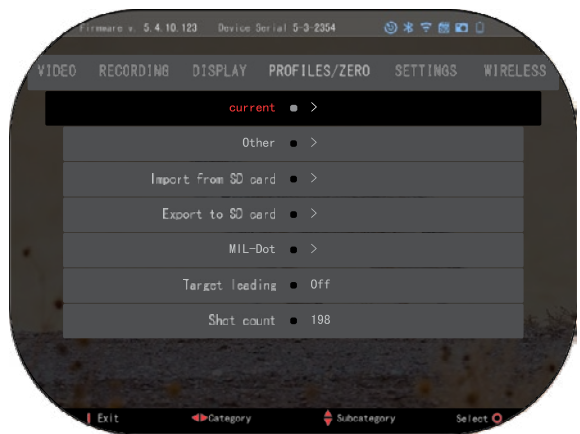 Firmware v. 5.4.10.123 Device Serial 5-3-2354
VIDEO RECORDING DISPLAY PROFILES/ZERO SETTINGS WIRELESS
current >
Other >
Import from SD card >
Export to SD card >
MIL-Dot >
Target leading Off
Shot count 198
Exit Category Subcategory Select